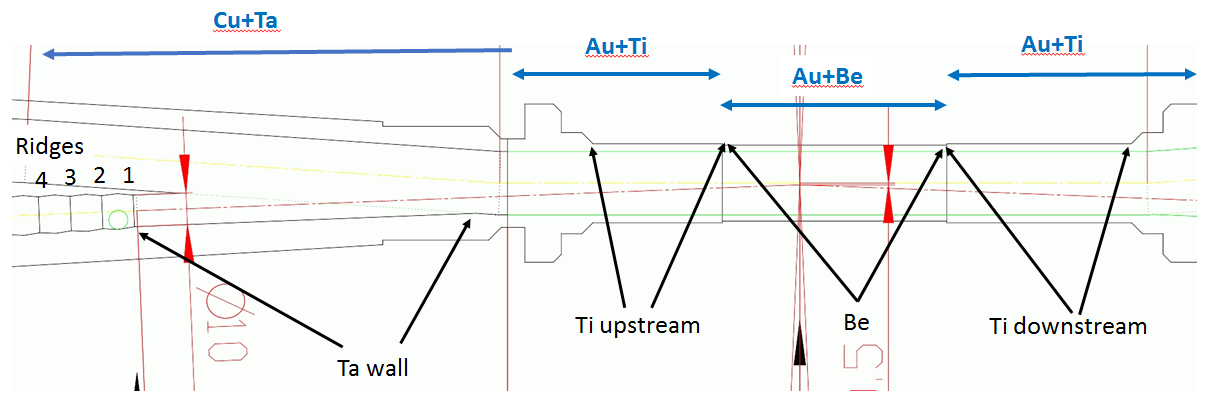 Cu+Ta
Au+Ti
Au+Be
Au+Ti
Ridges
4 3 2 1
Ti upstream
Be
Ti downstream
Ta wall